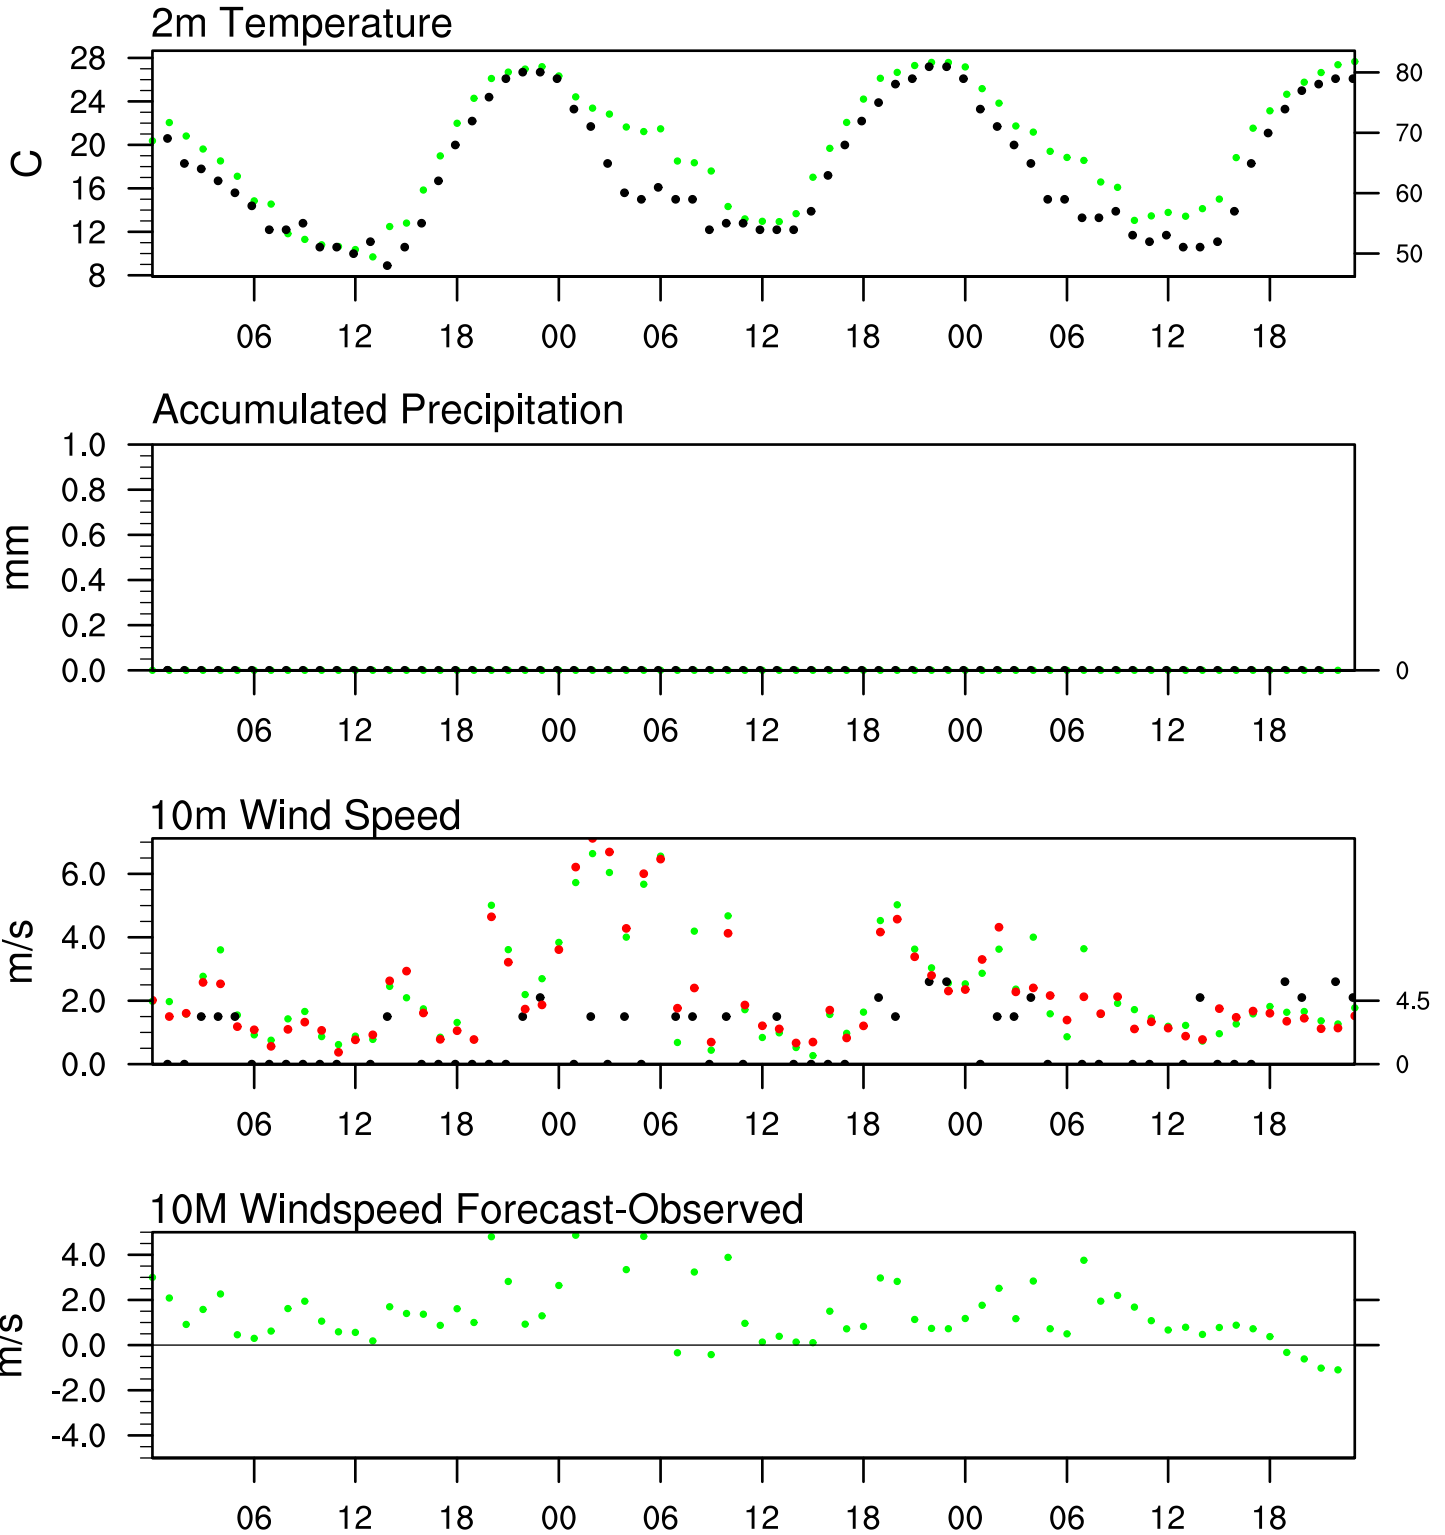 2m Temperature
28
24
20
16
12
8
C
80
70
60
50
06 12 18 00 06 12 18 00 06 12 18
Accumulated Precipitation
1.0
0.8
0.6
0.4
0.2
0.0
mm
0
06 12 18 00 06 12 18 00 06 12 18
10m Wind Speed
6.0
4.0
2.0
0.0
m/s
4.5
0
06 12 18 00 06 12 18 00 06 12 18
10M Windspeed Forecast-Observed
4.0
2.0
0.0
-2.0
-4.0
m/s
06 12 18 00 06 12 18 00 06 12 18